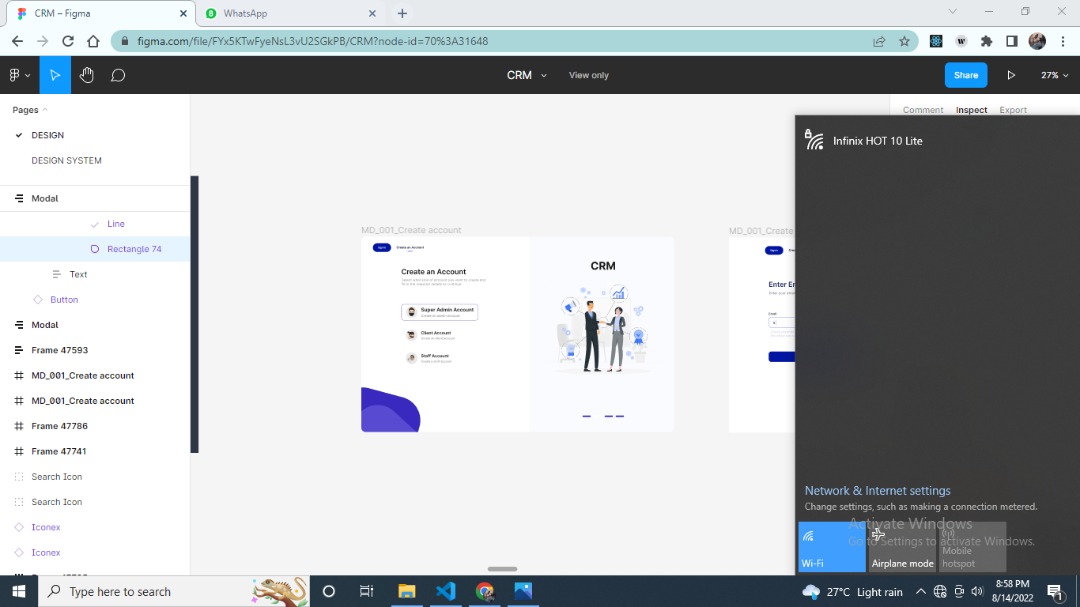 CRM – Figma
WhatsApp
figma.com/file/FYx5KTwFyeNsL3vU2SGkPB/CRM?node-id=70%3A31648
CRM
View only
Share
27%
Pages
Comment
Inspect
Export
DESIGN
DESIGN SYSTEM
Modal
Line
Rectangle 74
Text
Button
Modal
Frame 47593
MD_001_Create account
MD_001_Create account
Frame 47786
Frame 47741
Search Icon
Search Icon
Iconex
Iconex
MD_001_Create account
Create an Account
Create an Account
Super Admin Account
Client Account
Staff Account
CRM
MD_001_Create
Enter Em
Infinix HOT 10 Lite
Network & Internet settings
Change settings, such as making a connection metered.
Activate Windows
Go to Settings to activate Windows.
Wi-Fi
Airplane mode
Mobile hotspot
Type here to search
27°C Light rain
8:58 PM
8/14/2022
1